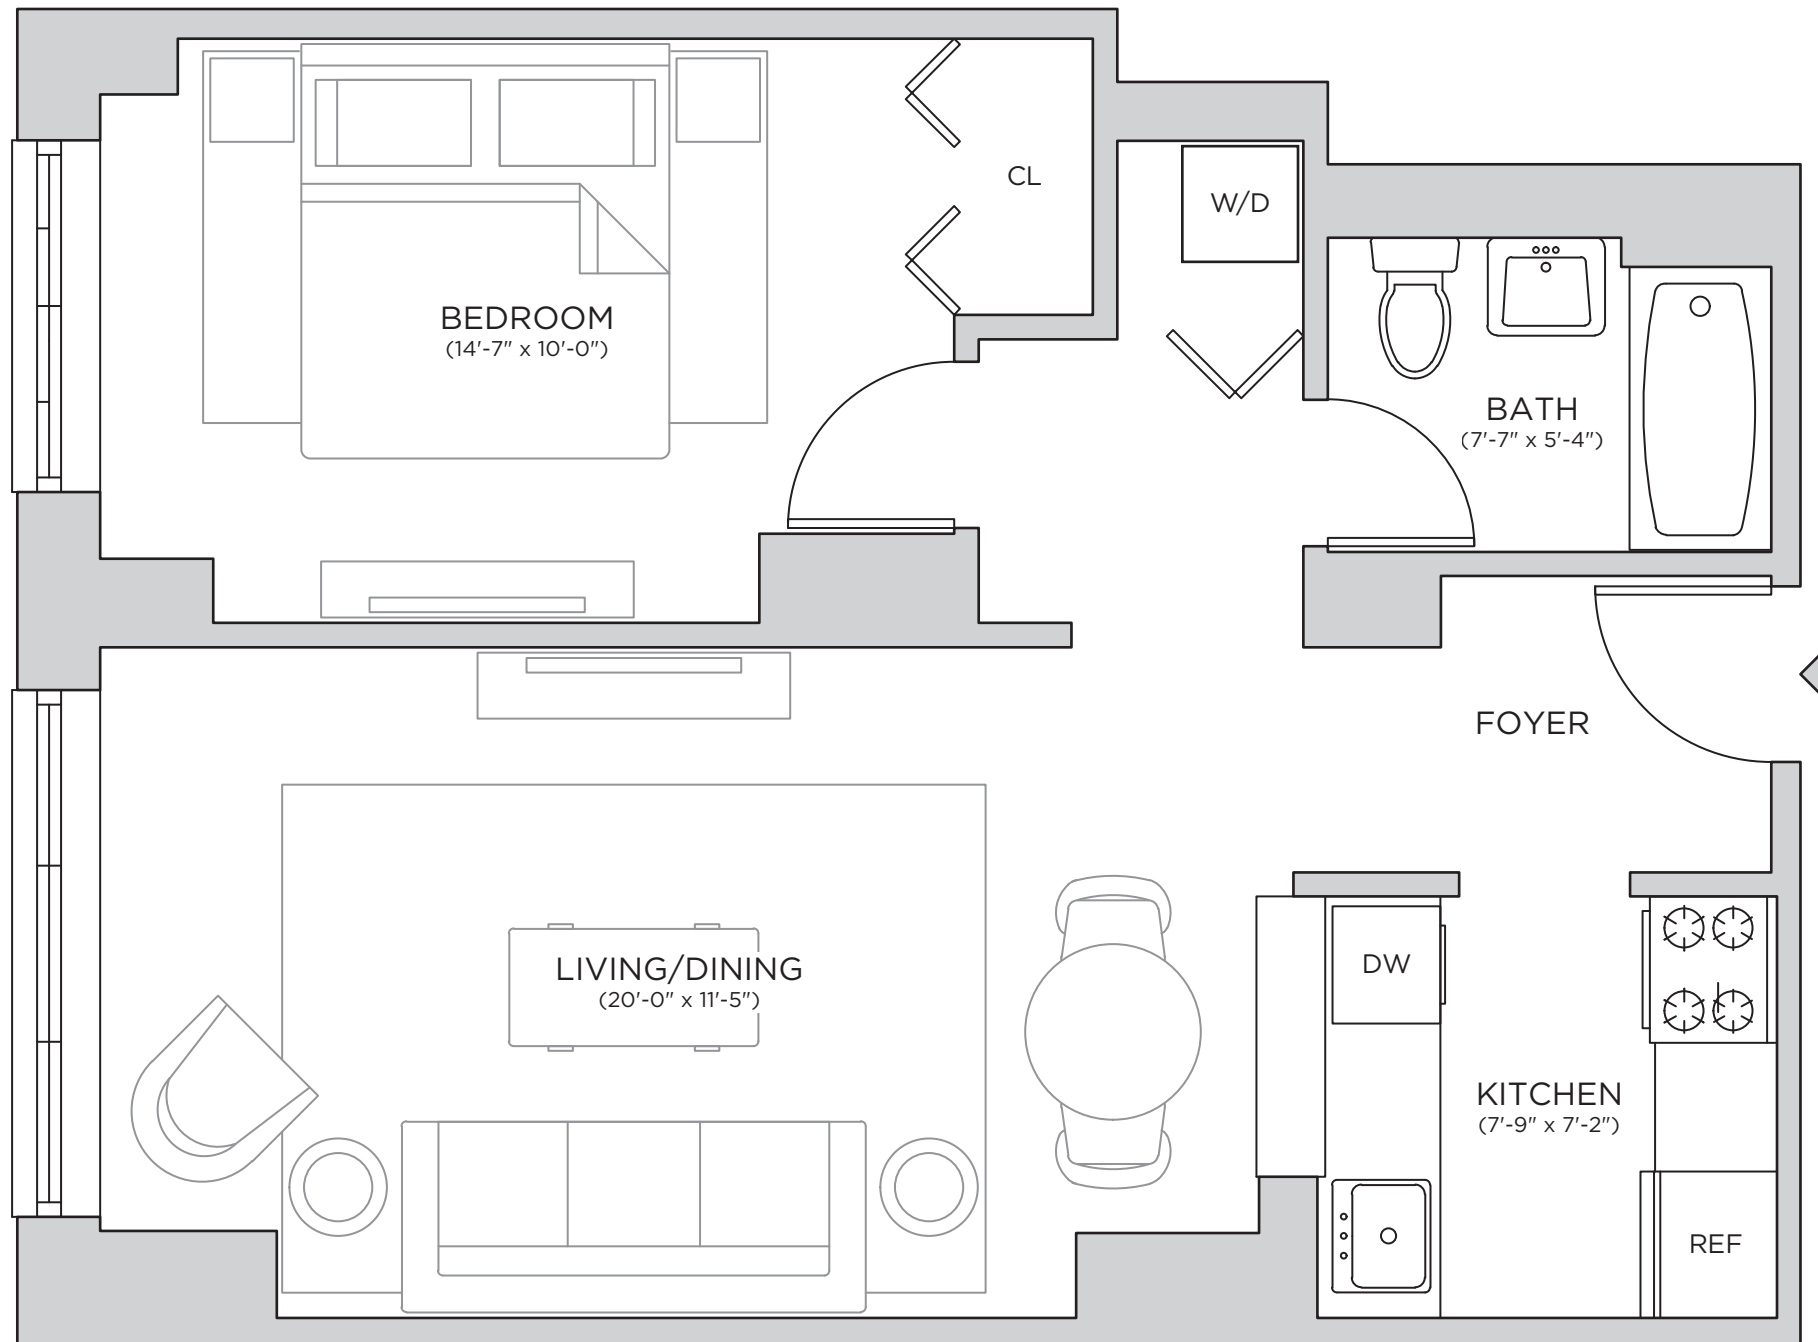 CL
W/D
BEDROOM
(14'-7" x 10'-0")
BATH
(7'-7" x 5'-4")
FOYER
LIVING/DINING
(20'-0" x 11'-5")
DW
KITCHEN
(7'-9" x 7'-2")
REF